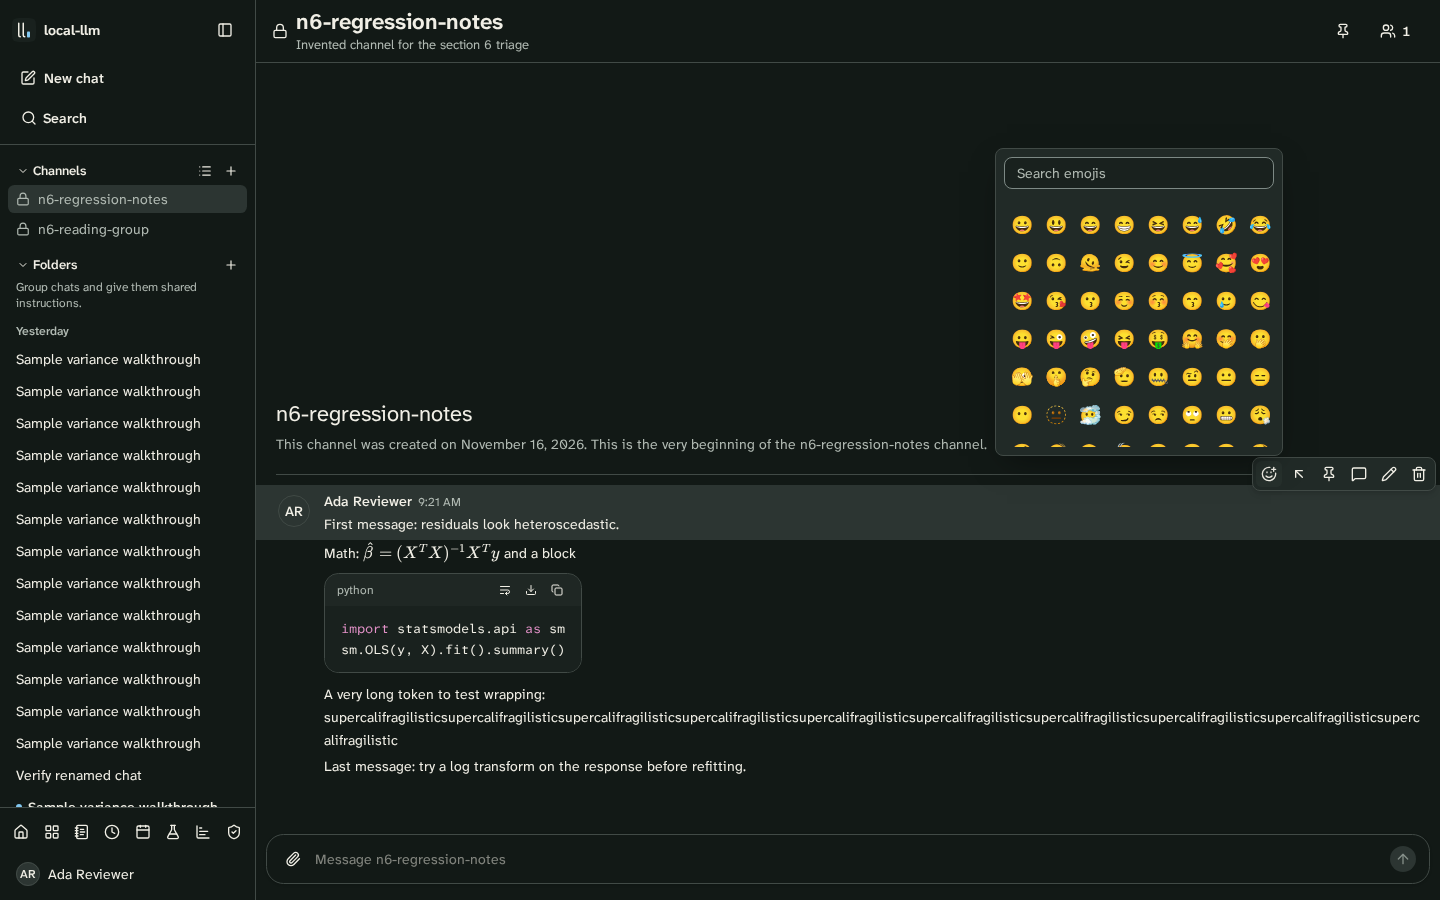 local-llm
New chat
Search
Channels
n6-regression-notes
n6-reading-group
Folders
Group chats and give them shared
instructions.
Yesterday
Sample variance walkthrough
Sample variance walkthrough
Sample variance walkthrough
Sample variance walkthrough
Sample variance walkthrough
Sample variance walkthrough
Sample variance walkthrough
Sample variance walkthrough
Sample variance walkthrough
Sample variance walkthrough
Sample variance walkthrough
Sample variance walkthrough
Sample variance walkthrough
Verify renamed chat
Sample variance walkthrough
AR Ada Reviewer
n6-regression-notes
Invented channel for the section 6 triage
1
Search emojis
n6-regression-notes
This channel was created on November 16, 2026. This is the very beginning of the n6-regression-notes channel.
AR
Ada Reviewer 9:21 AM
First message: residuals look heteroscedastic.
Math: β̂ = (XᵀX)⁻¹Xᵀy and a block
python
import statsmodels.api as sm
sm.OLS(y, X).fit().summary()
A very long token to test wrapping:
supercalifragilisticsupercalifragilisticsupercalifragilisticsupercalifragilisticsupercalifragilisticsupercalifragilisticsupercalifragilisticsupercalifragilisticsupercalifragilisticsuperc
alifragilistic
Last message: try a log transform on the response before refitting.
Message n6-regression-notes